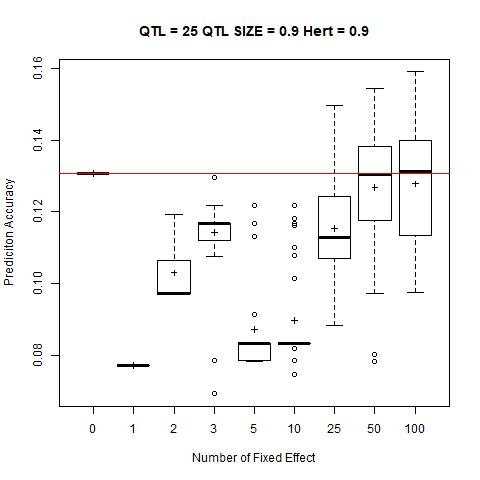 QTL = 25 QTL SIZE = 0.9 Hert = 0.9
Prediciton Accuracy
0.16
0.14
0.12
0.10
0.08
0 1 2 3 5 10 25 50 100
Number of Fixed Effect